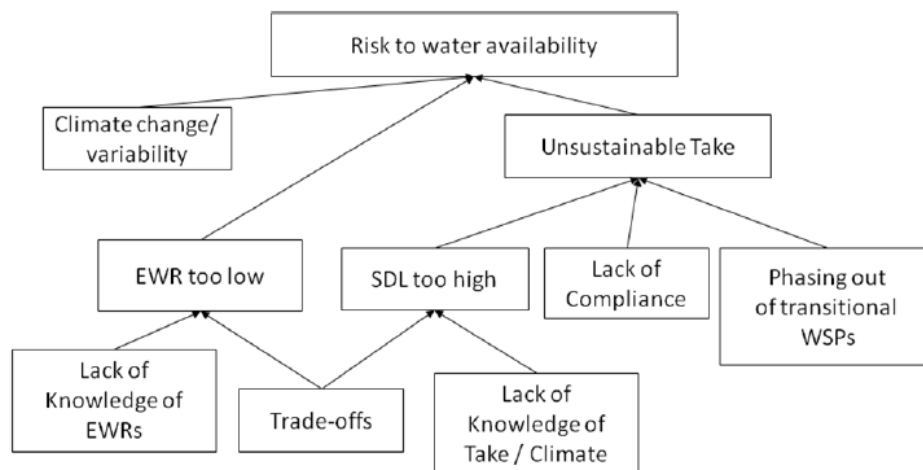 Risk to water availability
Climate change/
variability
Unsustainable Take
EWR too low
SDL too high
Lack of
Compliance
Phasing out
of transitional
WSPs
Lack of
Knowledge of
EWRs
Trade-offs
Lack of
Knowledge of
Take / Climate